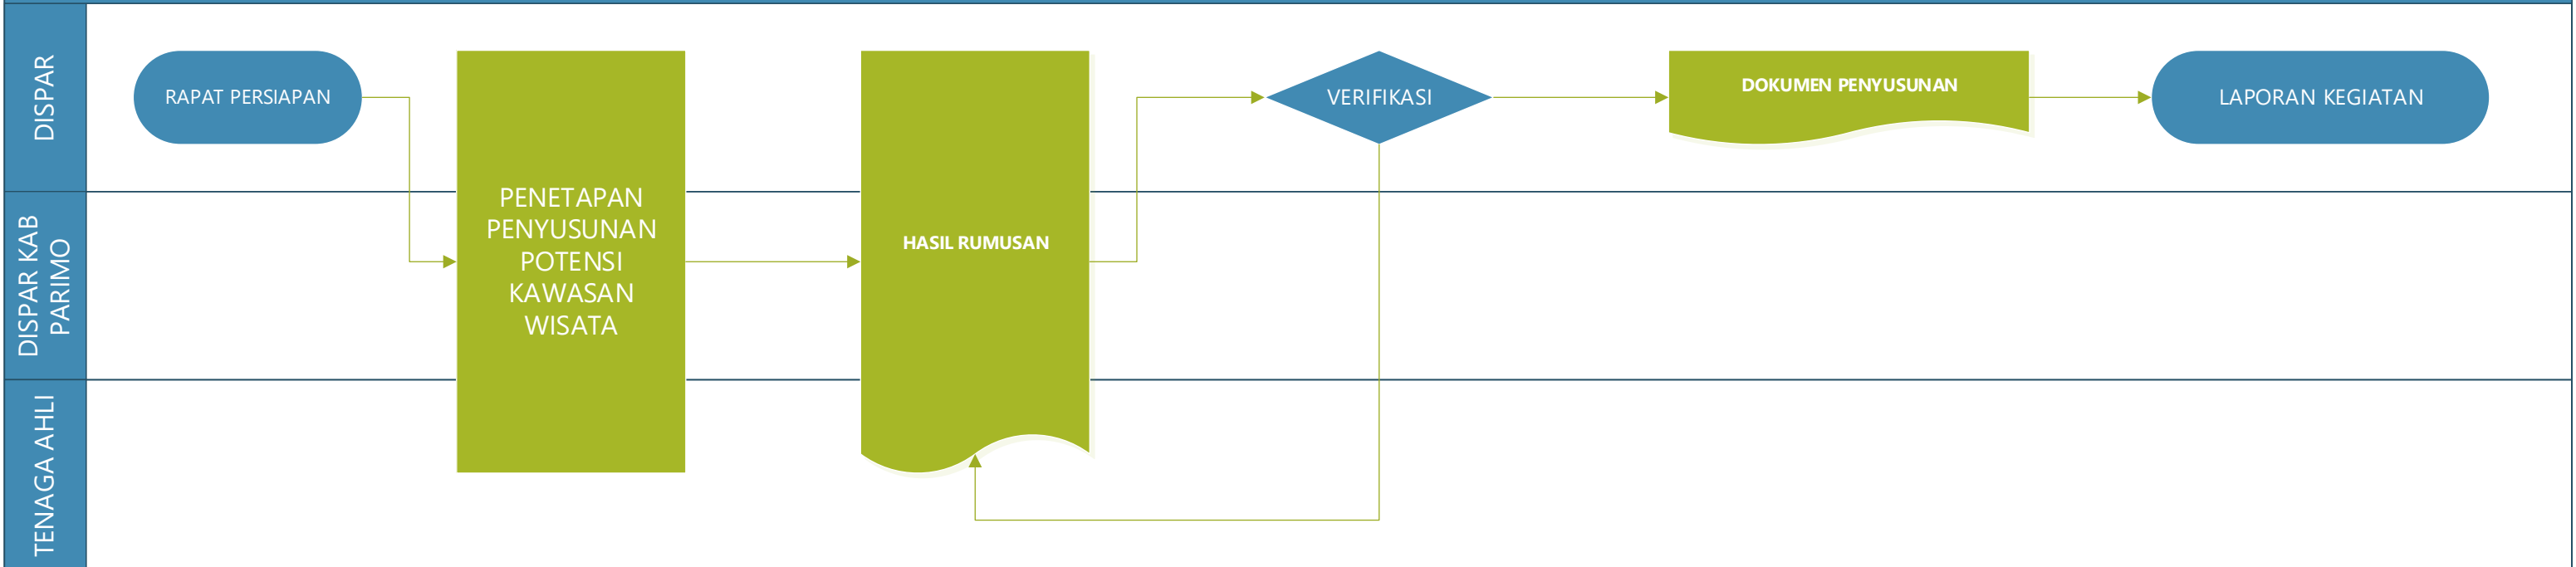 DISPAR
RAPAT PERSIAPAN
VERIFIKASI
DOKUMEN PENYUSUNAN
LAPORAN KEGIATAN
DISPAR KAB
PARIMO
PENETAPAN
PENYUSUNAN
POTENSI
KAWASAN
WISATA
HASIL RUMUSAN
TENAGA AHLI